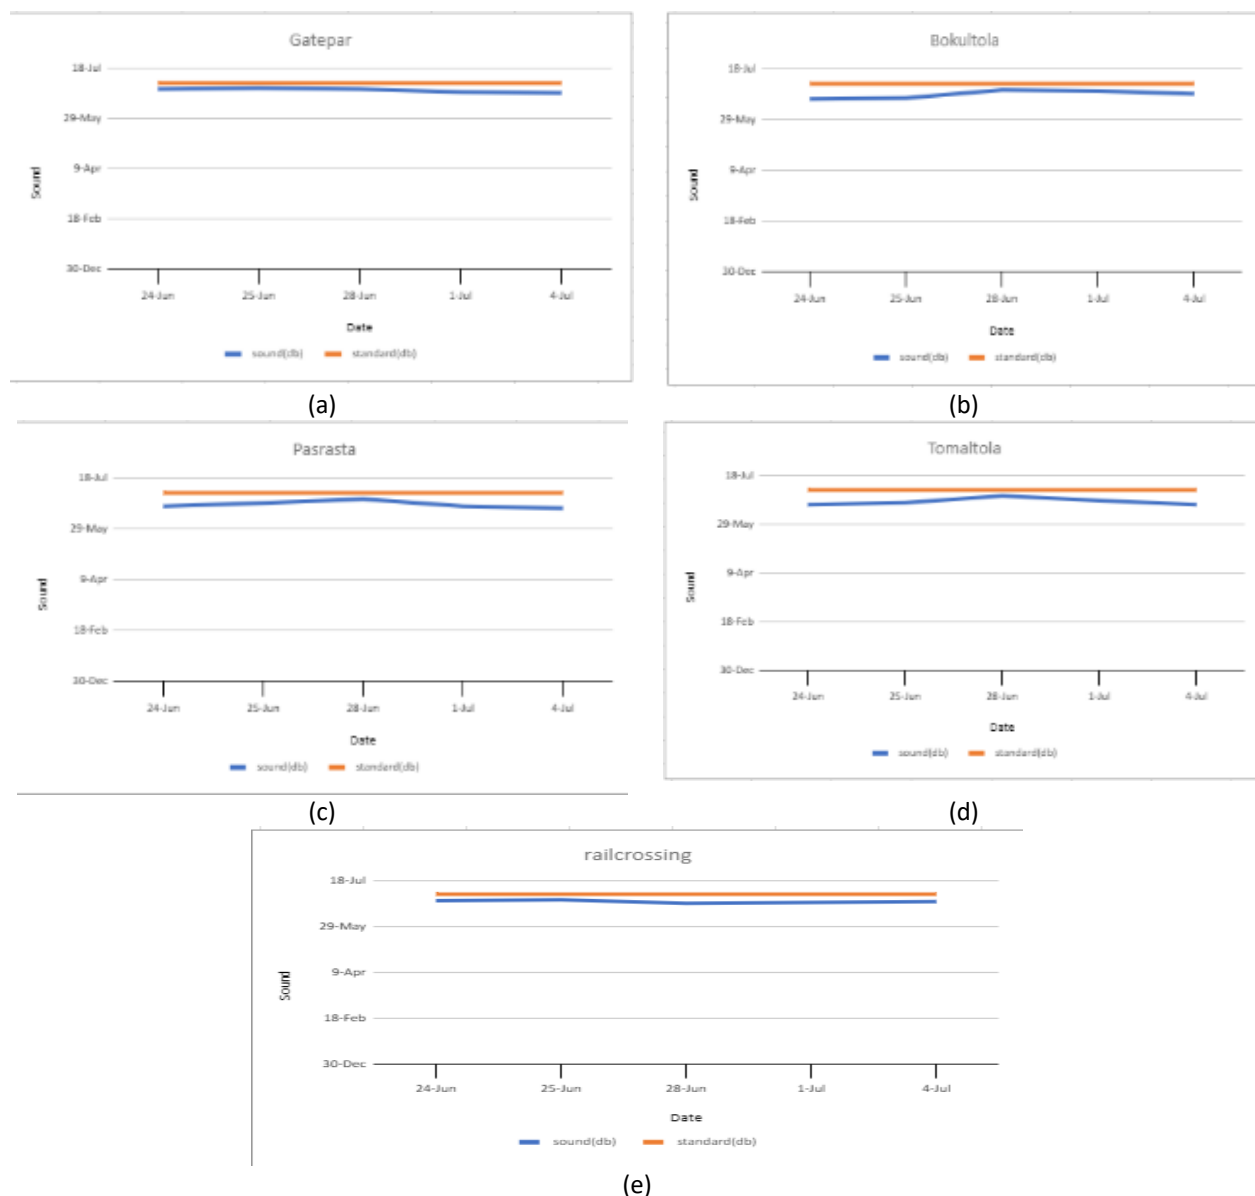 Gatepar
18-Jul
29-May
9-Apr
18-Feb
30-Dec
Sound
24-Jun 25-Jun 28-Jun 1-Jul 4-Jul
Date
sound(db) standard(db)
(a)
Bokultola
18-Jul
29-May
9-Apr
18-Feb
30-Dec
Sound
24-Jun 25-Jun 28-Jun 1-Jul 4-Jul
Date
sound(db) standard(db)
(b)
Pasrasta
18-Jul
29-May
9-Apr
18-Feb
30-Dec
Sound
24-Jun 25-Jun 28-Jun 1-Jul 4-Jul
Date
sound(db) standard(db)
(c)
Tomaltola
18-Jul
29-May
9-Apr
18-Feb
30-Dec
Sound
24-Jun 25-Jun 28-Jun 1-Jul 4-Jul
Date
sound(db) standard(db)
(d)
railcrossing
18-Jul
29-May
9-Apr
18-Feb
30-Dec
Sound
24-Jun 25-Jun 28-Jun 1-Jul 4-Jul
Date
sound(db) standard(db)
(e)